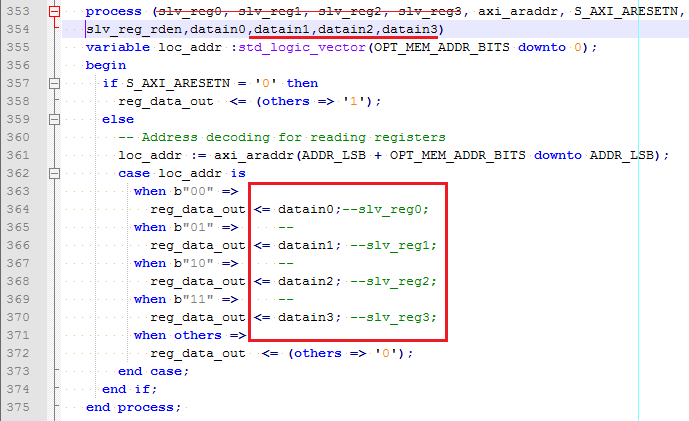 353 process (slv_reg0, slv_reg1, slv_reg2, slv_reg3, axi_araddr, S_AXI_ARESETN,
354 slv_reg_rden,datain0,datain1,datain2,datain3)
355 variable loc_addr :std_logic_vector(OPT_MEM_ADDR_BITS downto 0);
356 begin
357 if S_AXI_ARESETN = '0' then
358 reg_data_out <= (others => '1');
359 else
360 -- Address decoding for reading registers
361 loc_addr := axi_araddr(ADDR_LSB + OPT_MEM_ADDR_BITS downto ADDR_LSB);
362 case loc_addr is
363 when b"00" =>
364 reg_data_out <= datain0;--slv_reg0;
365 when b"01" => --
366 reg_data_out <= datain1; --slv_reg1;
367 when b"10" => --
368 reg_data_out <= datain2; --slv_reg2;
369 when b"11" => --
370 reg_data_out <= datain3; --slv_reg3;
371 when others =>
372 reg_data_out <= (others => '0');
373 end case;
374 end if;
375 end process;